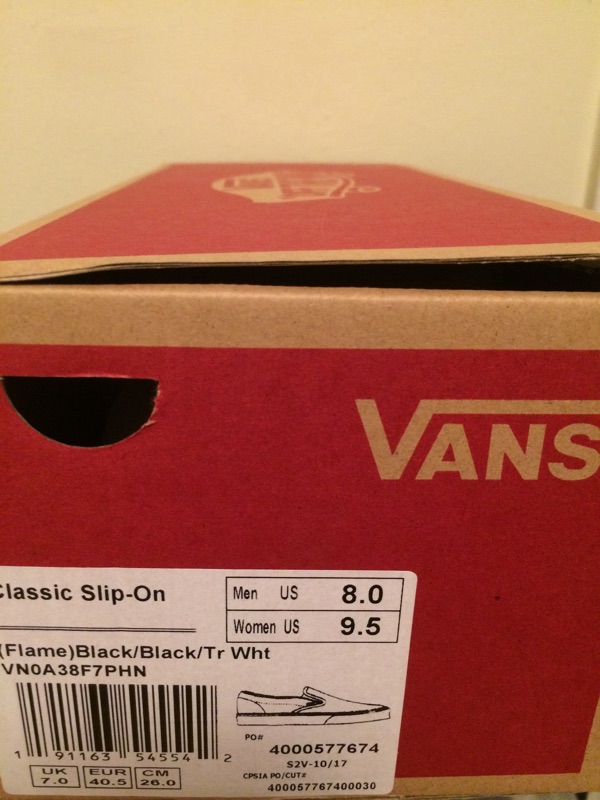 VANS
Classic Slip-On
Men US 8.0
Women US 9.5
(Flame)Black/Black/Tr Wht
VN0A38F7PHN
1 91163 54554 2
PO#
4000577674
S2V-10/17
CPSIA PO/CUT#
400057767400030
UK EUR CM
7.0 40.5 26.0